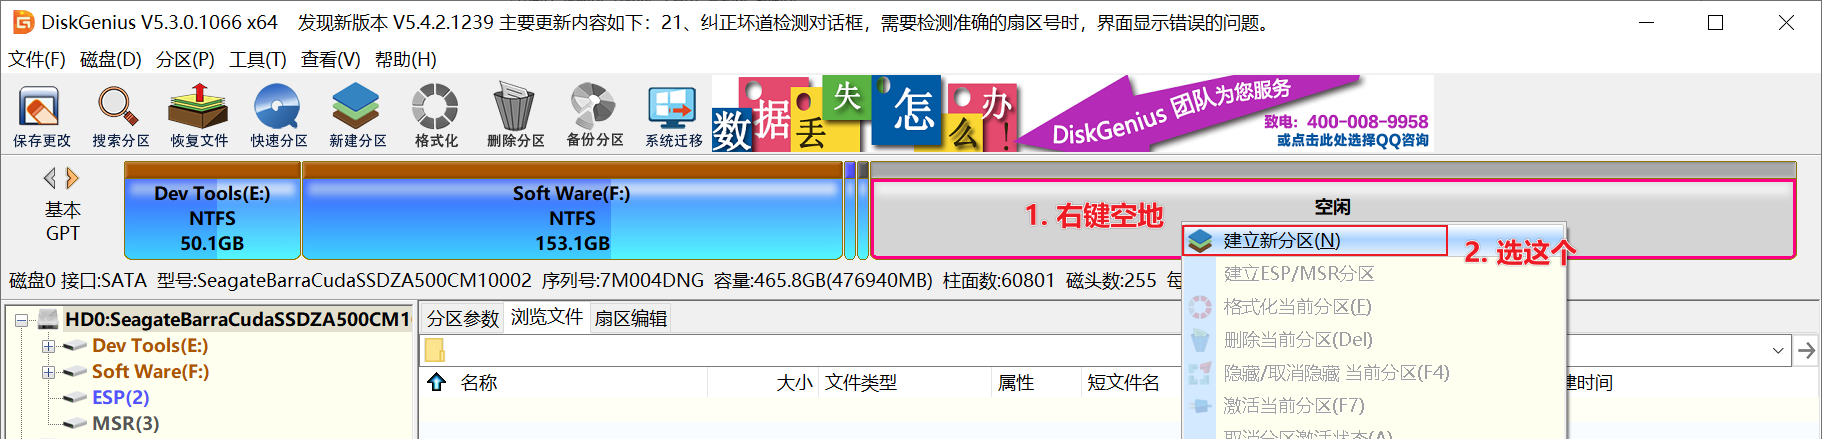 DiskGenius V5.3.0.1066 x64 发现新版本 V5.4.2.1239 主要更新内容如下：21、纠正坏道检测对话框，需要检测准确的扇区号时，界面显示错误的问题。
文件(F) 磁盘(D) 分区(P) 工具(T) 查看(V) 帮助(H)
保存更改 搜索分区 恢复文件 快速分区 新建分区 格式化 删除分区 备份分区 系统迁移
数据丢失怎么办!
DiskGenius 团队为您服务
致电：400-008-9958
或点击此处选择QQ咨询
基本
GPT
Dev Tools(E:)
NTFS
50.1GB
Soft Ware(F:)
NTFS
153.1GB
空闲
1. 右键空地
2. 选这个
磁盘0 接口:SATA 型号:SeagateBarraCudaSSDZA500CM10002 序列号:7M004DNG 容量:465.8GB(476940MB) 柱面数:60801 磁头数:255 每
建立新分区(N)
建立ESP/MSR分区
格式化当前分区(F)
删除当前分区(Del)
隐藏/取消隐藏 当前分区(F4)
激活当前分区(F7)
取消分区激活状态(A)
HD0:SeagateBarraCudaSSDZA500CM1
Dev Tools(E:)
Soft Ware(F:)
ESP(2)
MSR(3)
分区参数 浏览文件 扇区编辑
名称 大小 文件类型 属性 短文件名 建时间